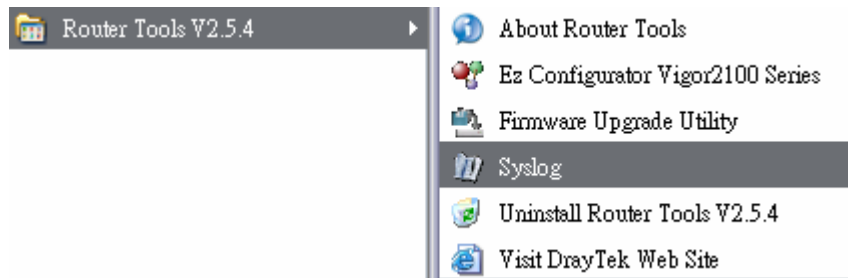 Router Tools V2.5.4
About Router Tools
Ez Configurator Vigor2100 Series
Firmware Upgrade Utility
Syslog
Uninstall Router Tools V2.5.4
Visit DrayTek Web Site